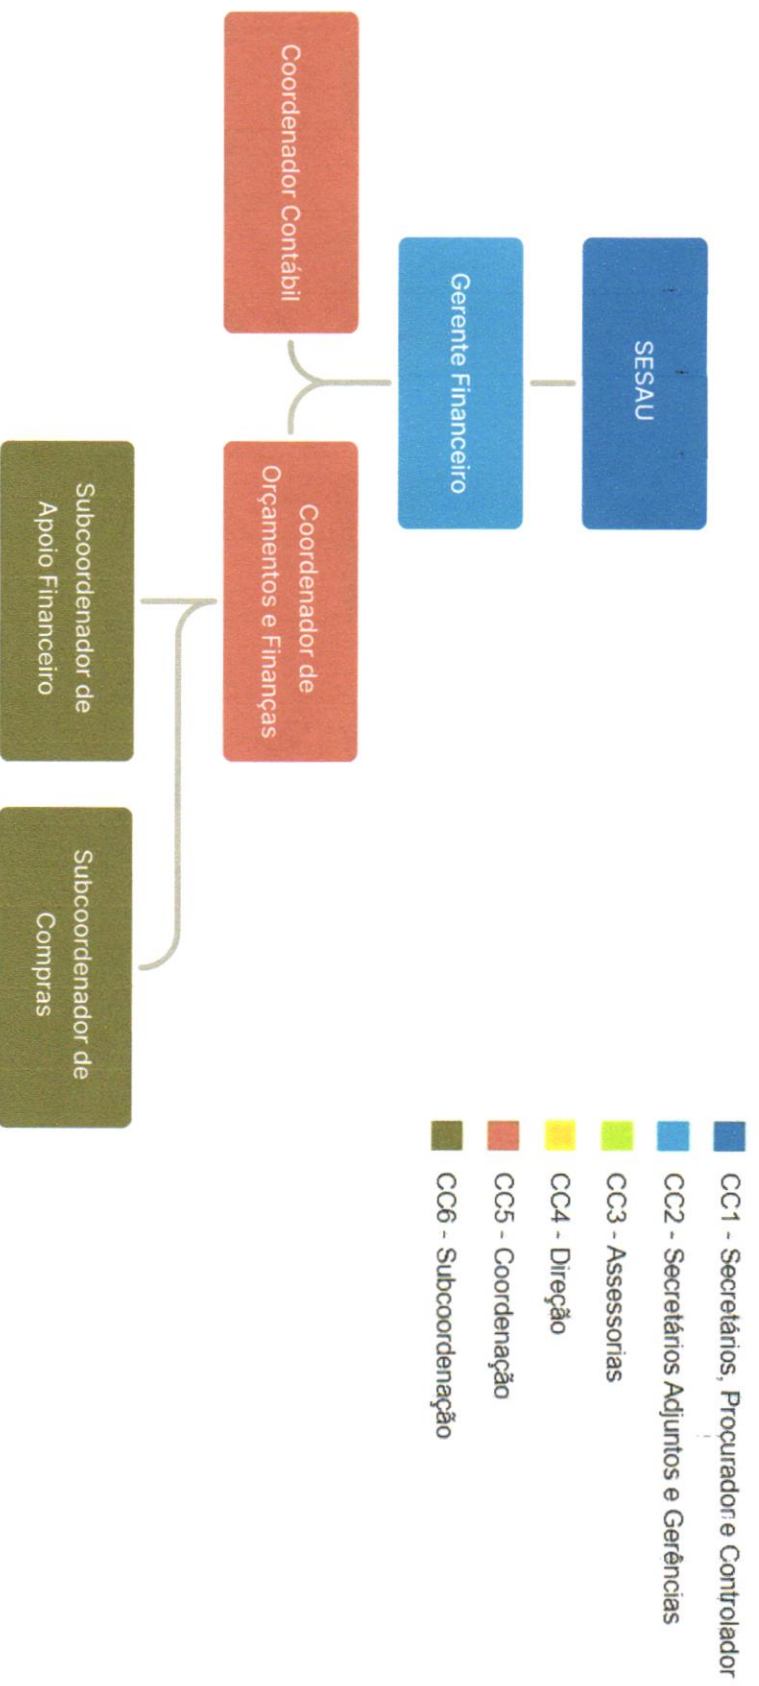 SESAU
Gerente Financeiro
Coordenador Contábil
Coordenador de
Orçamentos e Finanças
Subcoordenador de
Apoio Financeiro
Subcoordenador de
Compras
CC1 - Secretários, Procurador e Controlador
CC2 - Secretários Adjuntos e Gerências
CC3 - Assessorias
CC4 - Direção
CC5 - Coordenação
CC6 - Subcoordenação